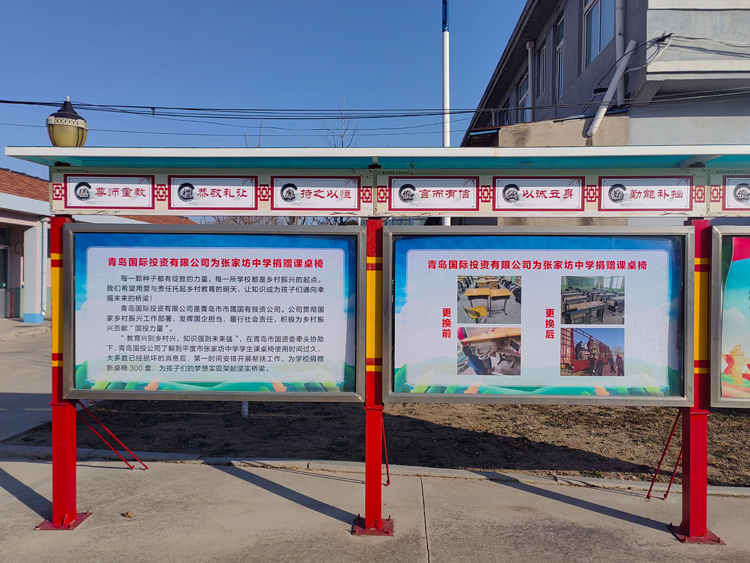 尊师重教
恭敬礼让
持之以恒
言而有信
以诚立身
勤能补拙
青岛国际投资有限公司为张家坊中学捐赠课桌椅
每一颗种子都有绽放的力量，每一所学校都是乡村振兴的起点。
我们希望用爱与责任托起乡村教育的明天，让知识成为孩子们通向
幸福未来的桥梁！
青岛国际投资有限公司是青岛市市属国有独资公司。公司贯彻国
家乡村振兴工作部署，发挥国企担当，履行社会责任，积极为乡村振
兴贡献“国投力量”。
“教育兴则乡村兴、知识强则未来强”，在青岛市国资委牵头协助
下，青岛国投公司了解到平度市张家坊中学学生课桌椅使用时间过久，
大多数已经损坏的消息后，第一时间安排开展帮扶工作，为学校捐赠
新桌椅300套，为孩子们的梦想实现架起坚实桥梁。
青岛国际投资有限公司为张家坊中学捐赠课桌椅
更换前
更换后